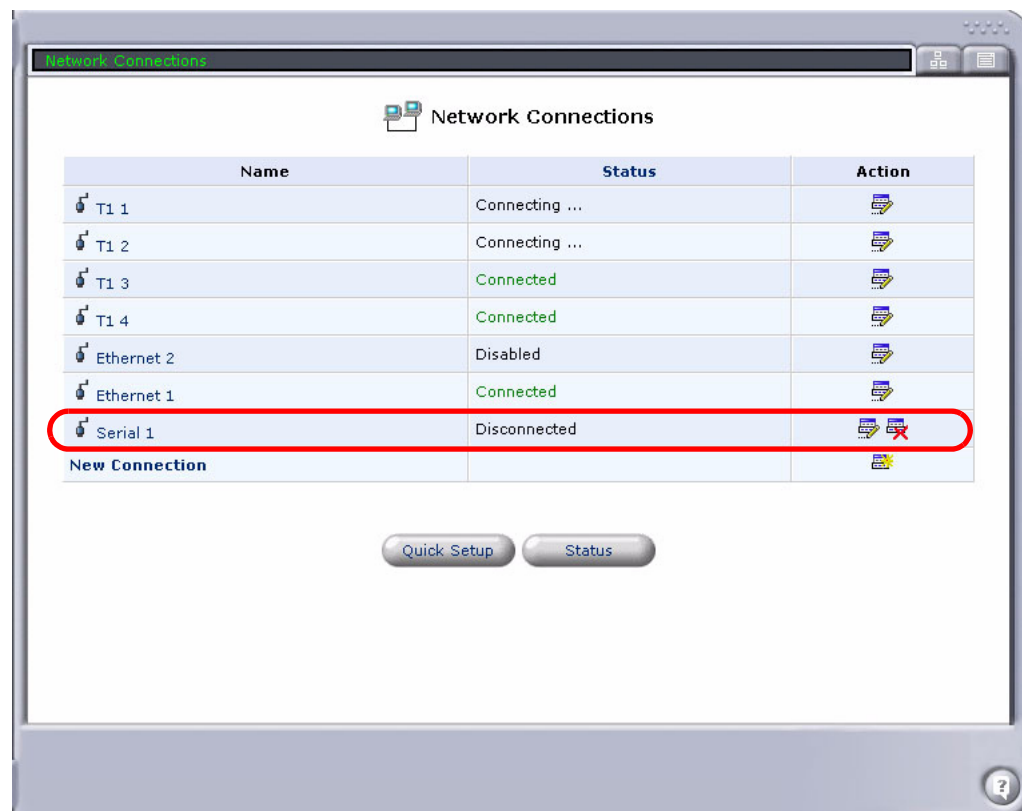 Network Connections
Network Connections
Name Status Action
T1 1 Connecting ...
T1 2 Connecting ...
T1 3 Connected
T1 4 Connected
Ethernet 2 Disabled
Ethernet 1 Connected
Serial 1 Disconnected
New Connection
Quick Setup Status
?